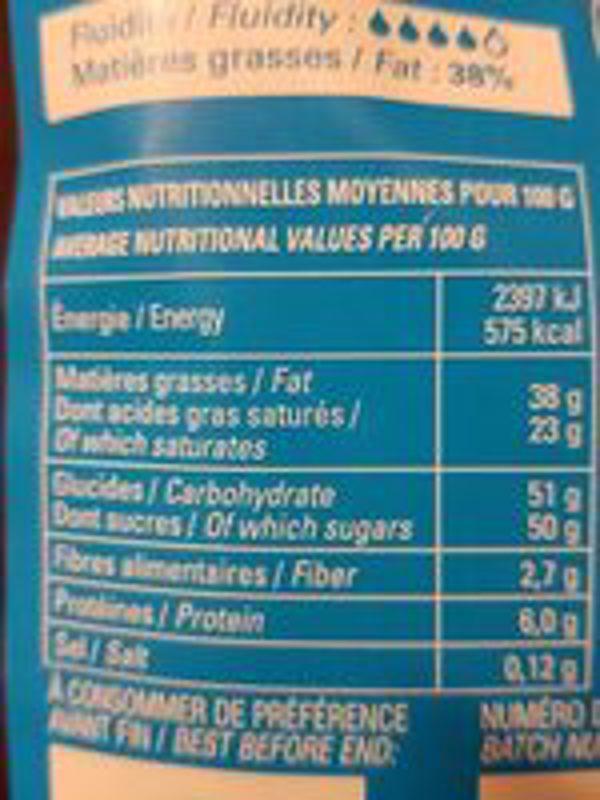 Fluidité / Fluidity :
Matières grasses / Fat : 38%
VALEURS NUTRITIONNELLES MOYENNES POUR 100 G
AVERAGE NUTRITIONAL VALUES PER 100 G
Énergie / Energy
2397 kJ
575 kcal
Matières grasses / Fat
38 g
Dont acides gras saturés /
Of which saturates
23 g
Glucides / Carbohydrate
51 g
Dont sucres / Of which sugars
50 g
Fibres alimentaires / Fiber
2,7 g
Protéines / Protein
6,0 g
Sel / Salt
0,12 g
À CONSOMMER DE PRÉFÉRENCE
AVANT FIN / BEST BEFORE END:
NUMÉRO
BATCH